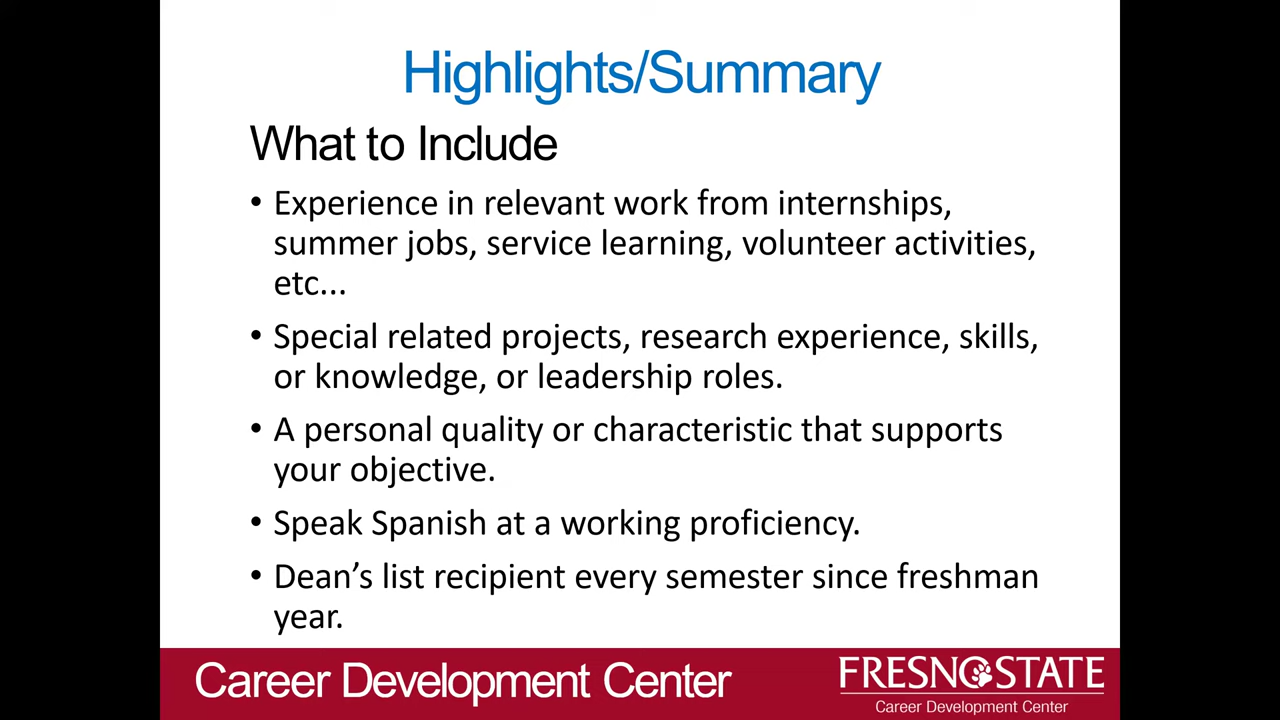 Highlights/Summary
What to Include
• Experience in relevant work from internships,
summer jobs, service learning, volunteer activities,
etc...
• Special related projects, research experience, skills,
or knowledge, or leadership roles.
• A personal quality or characteristic that supports
your objective.
• Speak Spanish at a working proficiency.
• Dean’s list recipient every semester since freshman
year.
Career Development Center
FRESNO STATE
Career Development Center